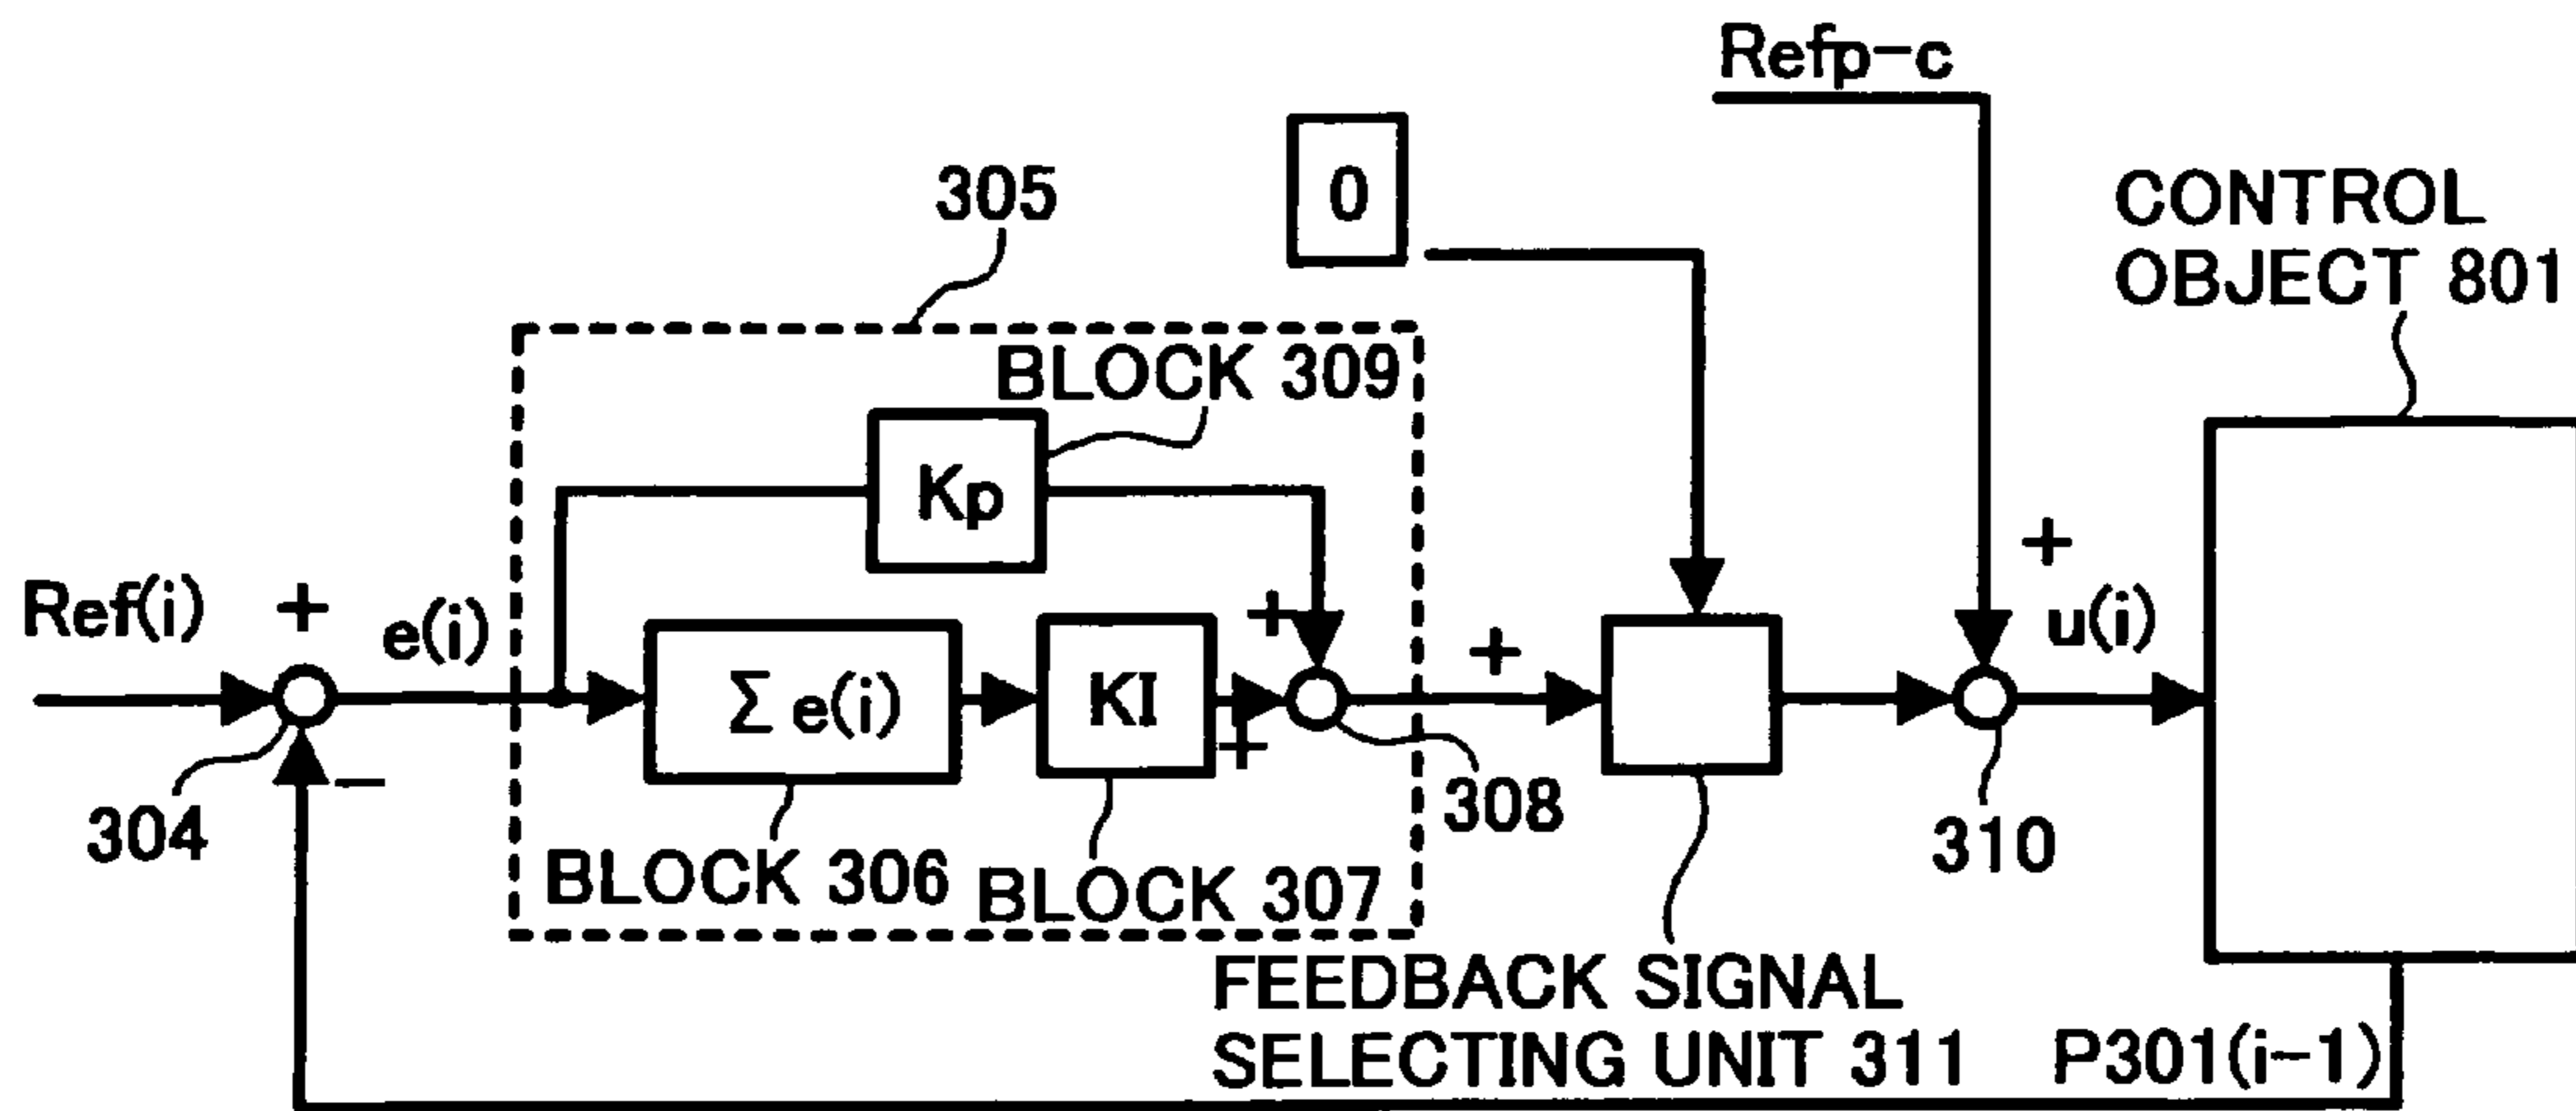 Refp-c
0
305
CONTROL
OBJECT 801
BLOCK 309
Kp
Ref(i)
+
e(i)
+
+
+
u(i)
Σ e(i)
KI
+
−
304
308
310
BLOCK 306
BLOCK 307
FEEDBACK SIGNAL
SELECTING UNIT 311
P301(i-1)